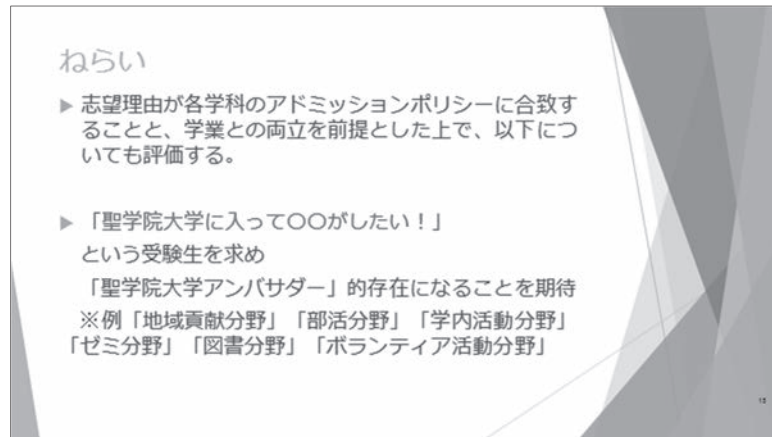 ねらい
▶ 志望理由が各学科のアドミッションポリシーに合致す
ることと、学業との両立を前提とした上で、以下につ
いても評価する。
▶ 「聖学院大学に入って〇〇がしたい！」
という受験生を求め
「聖学院大学アンバサダー」的存在になることを期待
※例「地域貢献分野」「部活分野」「学内活動分野」
「ゼミ分野」「図書分野」「ボランティア活動分野」